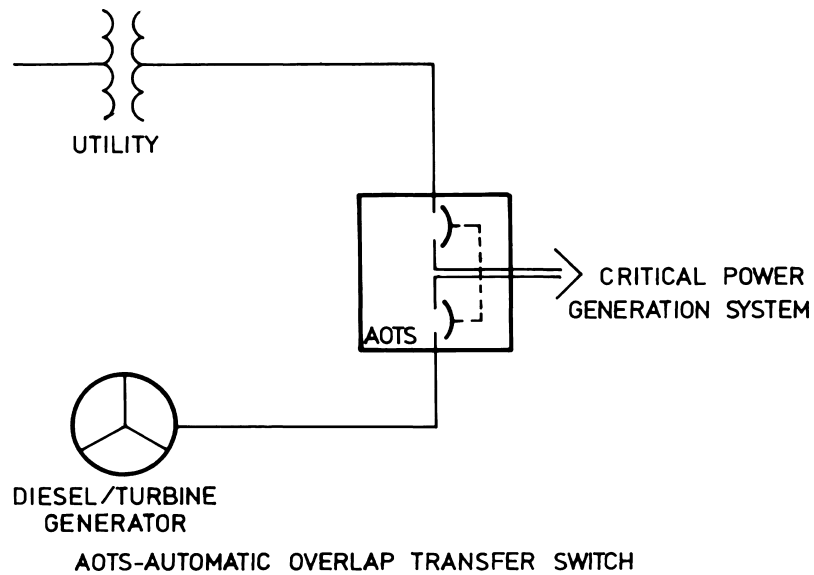 UTILITY
CRITICAL POWER
GENERATION SYSTEM
AOTS
DIESEL/TURBINE
GENERATOR
AOTS-AUTOMATIC OVERLAP TRANSFER SWITCH